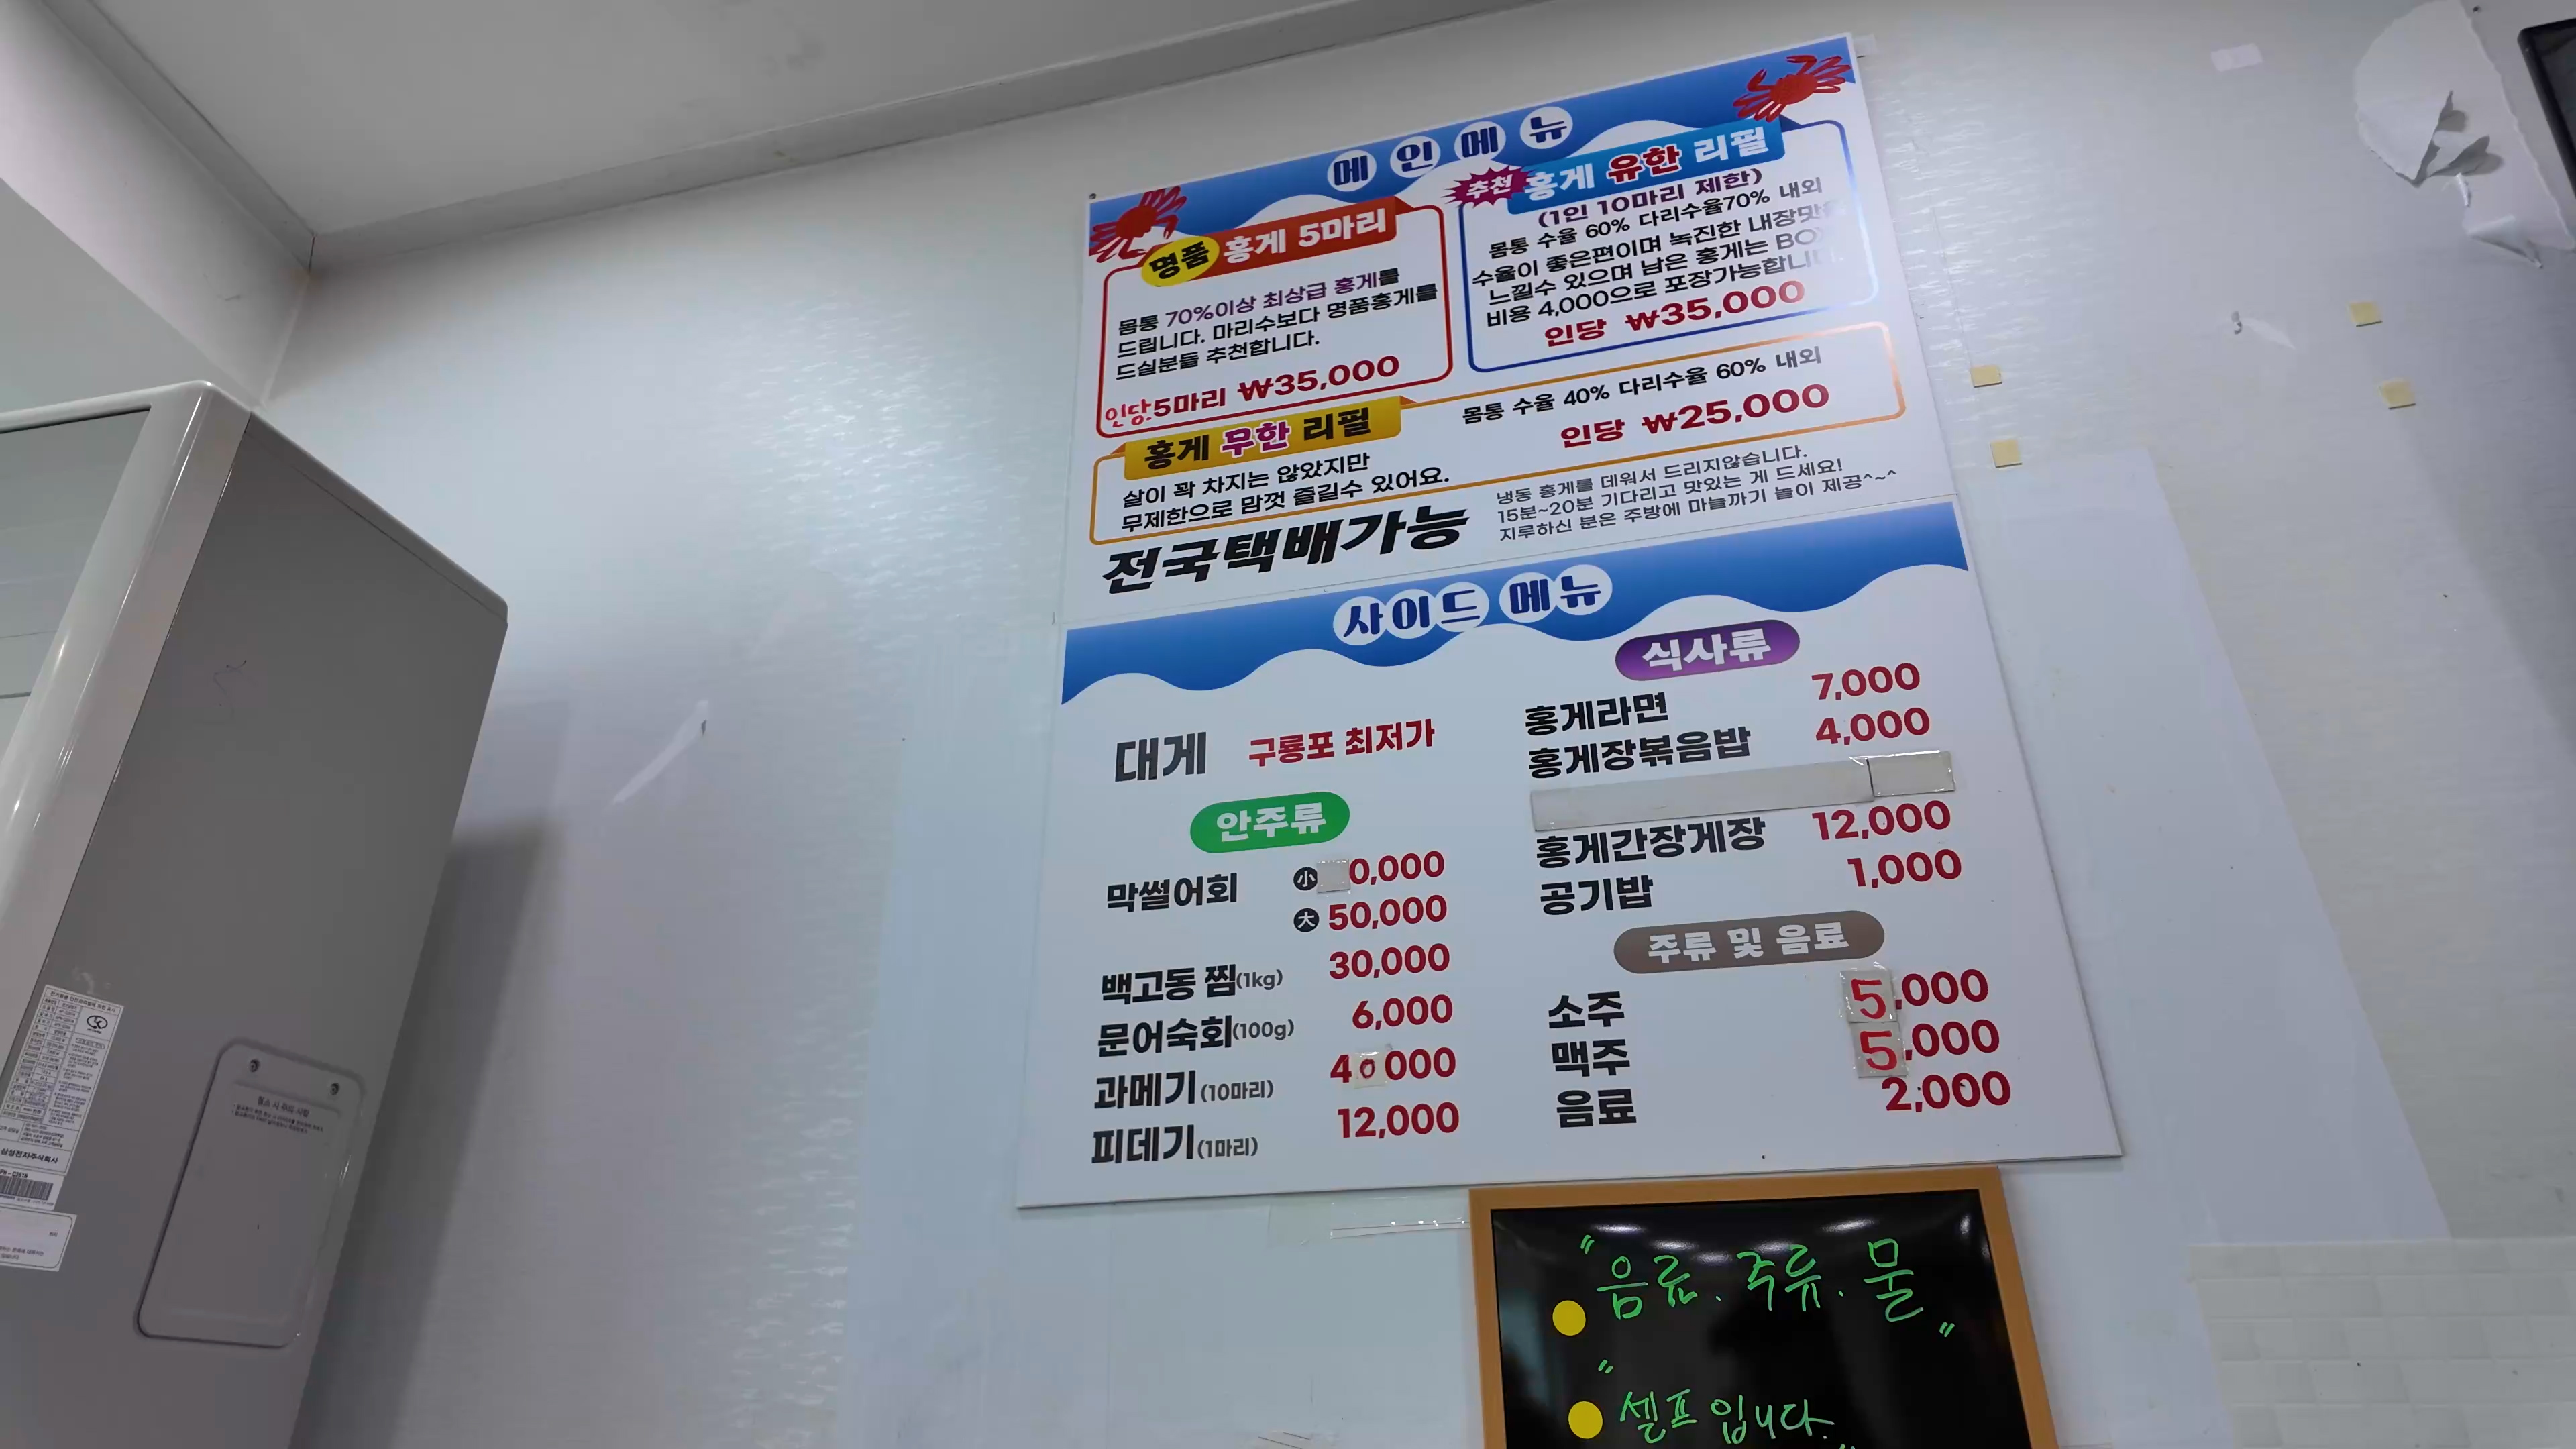 메인메뉴
명품 홍게 5마리
몸통 70%이상 최상급 홍게를
드립니다. 마리수보다 명품홍게를
드실분들 추천합니다.
인당.5마리 ₩35,000
추천 홍게 유한 리필
(1인 10마리 제한)
몸통 수율 60% 다리수율70% 내외
수율이 좋은편이며 녹진한 내장맛
느낄수 있으며 남은 홍게는
비용 4,000으로 포장가능합니
인당 ₩35,000
홍게 무한 리필
살이 꽉 차지는 않았지만
무제한으로 맘껏 즐길수 있어요.
몸통 수율 40% 다리수율 60% 내외
인당 ₩25,000
전국택배가능
냉동 홍게를 데워서 드리지않습니다.
15분~20분 기다리고 맛있는 게 드세요!
지루하신 분은 주방에 마늘까기 놀이 제공^~^
사이드 메뉴
대게 구룡포 최저가
안주류
막썰어회 小 0,000
大 50,000
백고동 찜(1kg) 30,000
문어숙회(100g) 6,000
과메기(10마리) 40000
피데기(1마리) 12,000
식사류
홍게라면 7,000
홍게장볶음밥 4,000
홍게간장게장 12,000
공기밥 1,000
주류 및 음료
소주 5,000
맥주 5,000
음료 2,000
"음료.주류.물"
"셀프입니다."
삼성전자주식회사
청소 시 주의 사항